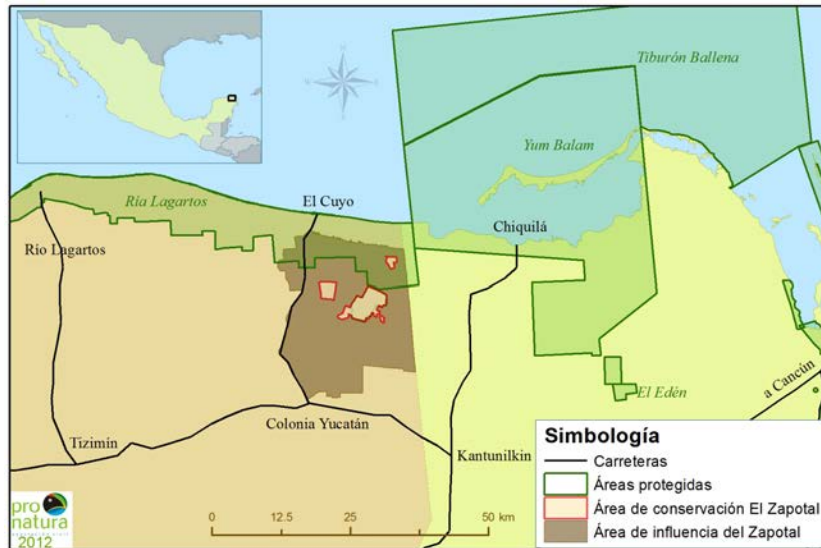 Tiburón Ballena
Yum Balam
Ría Lagartos
El Cuyo
Chiquilá
Río Lagartos
El Edén
a Cancún
Colonia Yucatán
Tizimín
Kantunilkin
Simbología
Carreteras
Áreas protegidas
Área de conservación El Zapotal
Área de influencia del Zapotal
pro
natura
2012
0 12.5 25 50 km